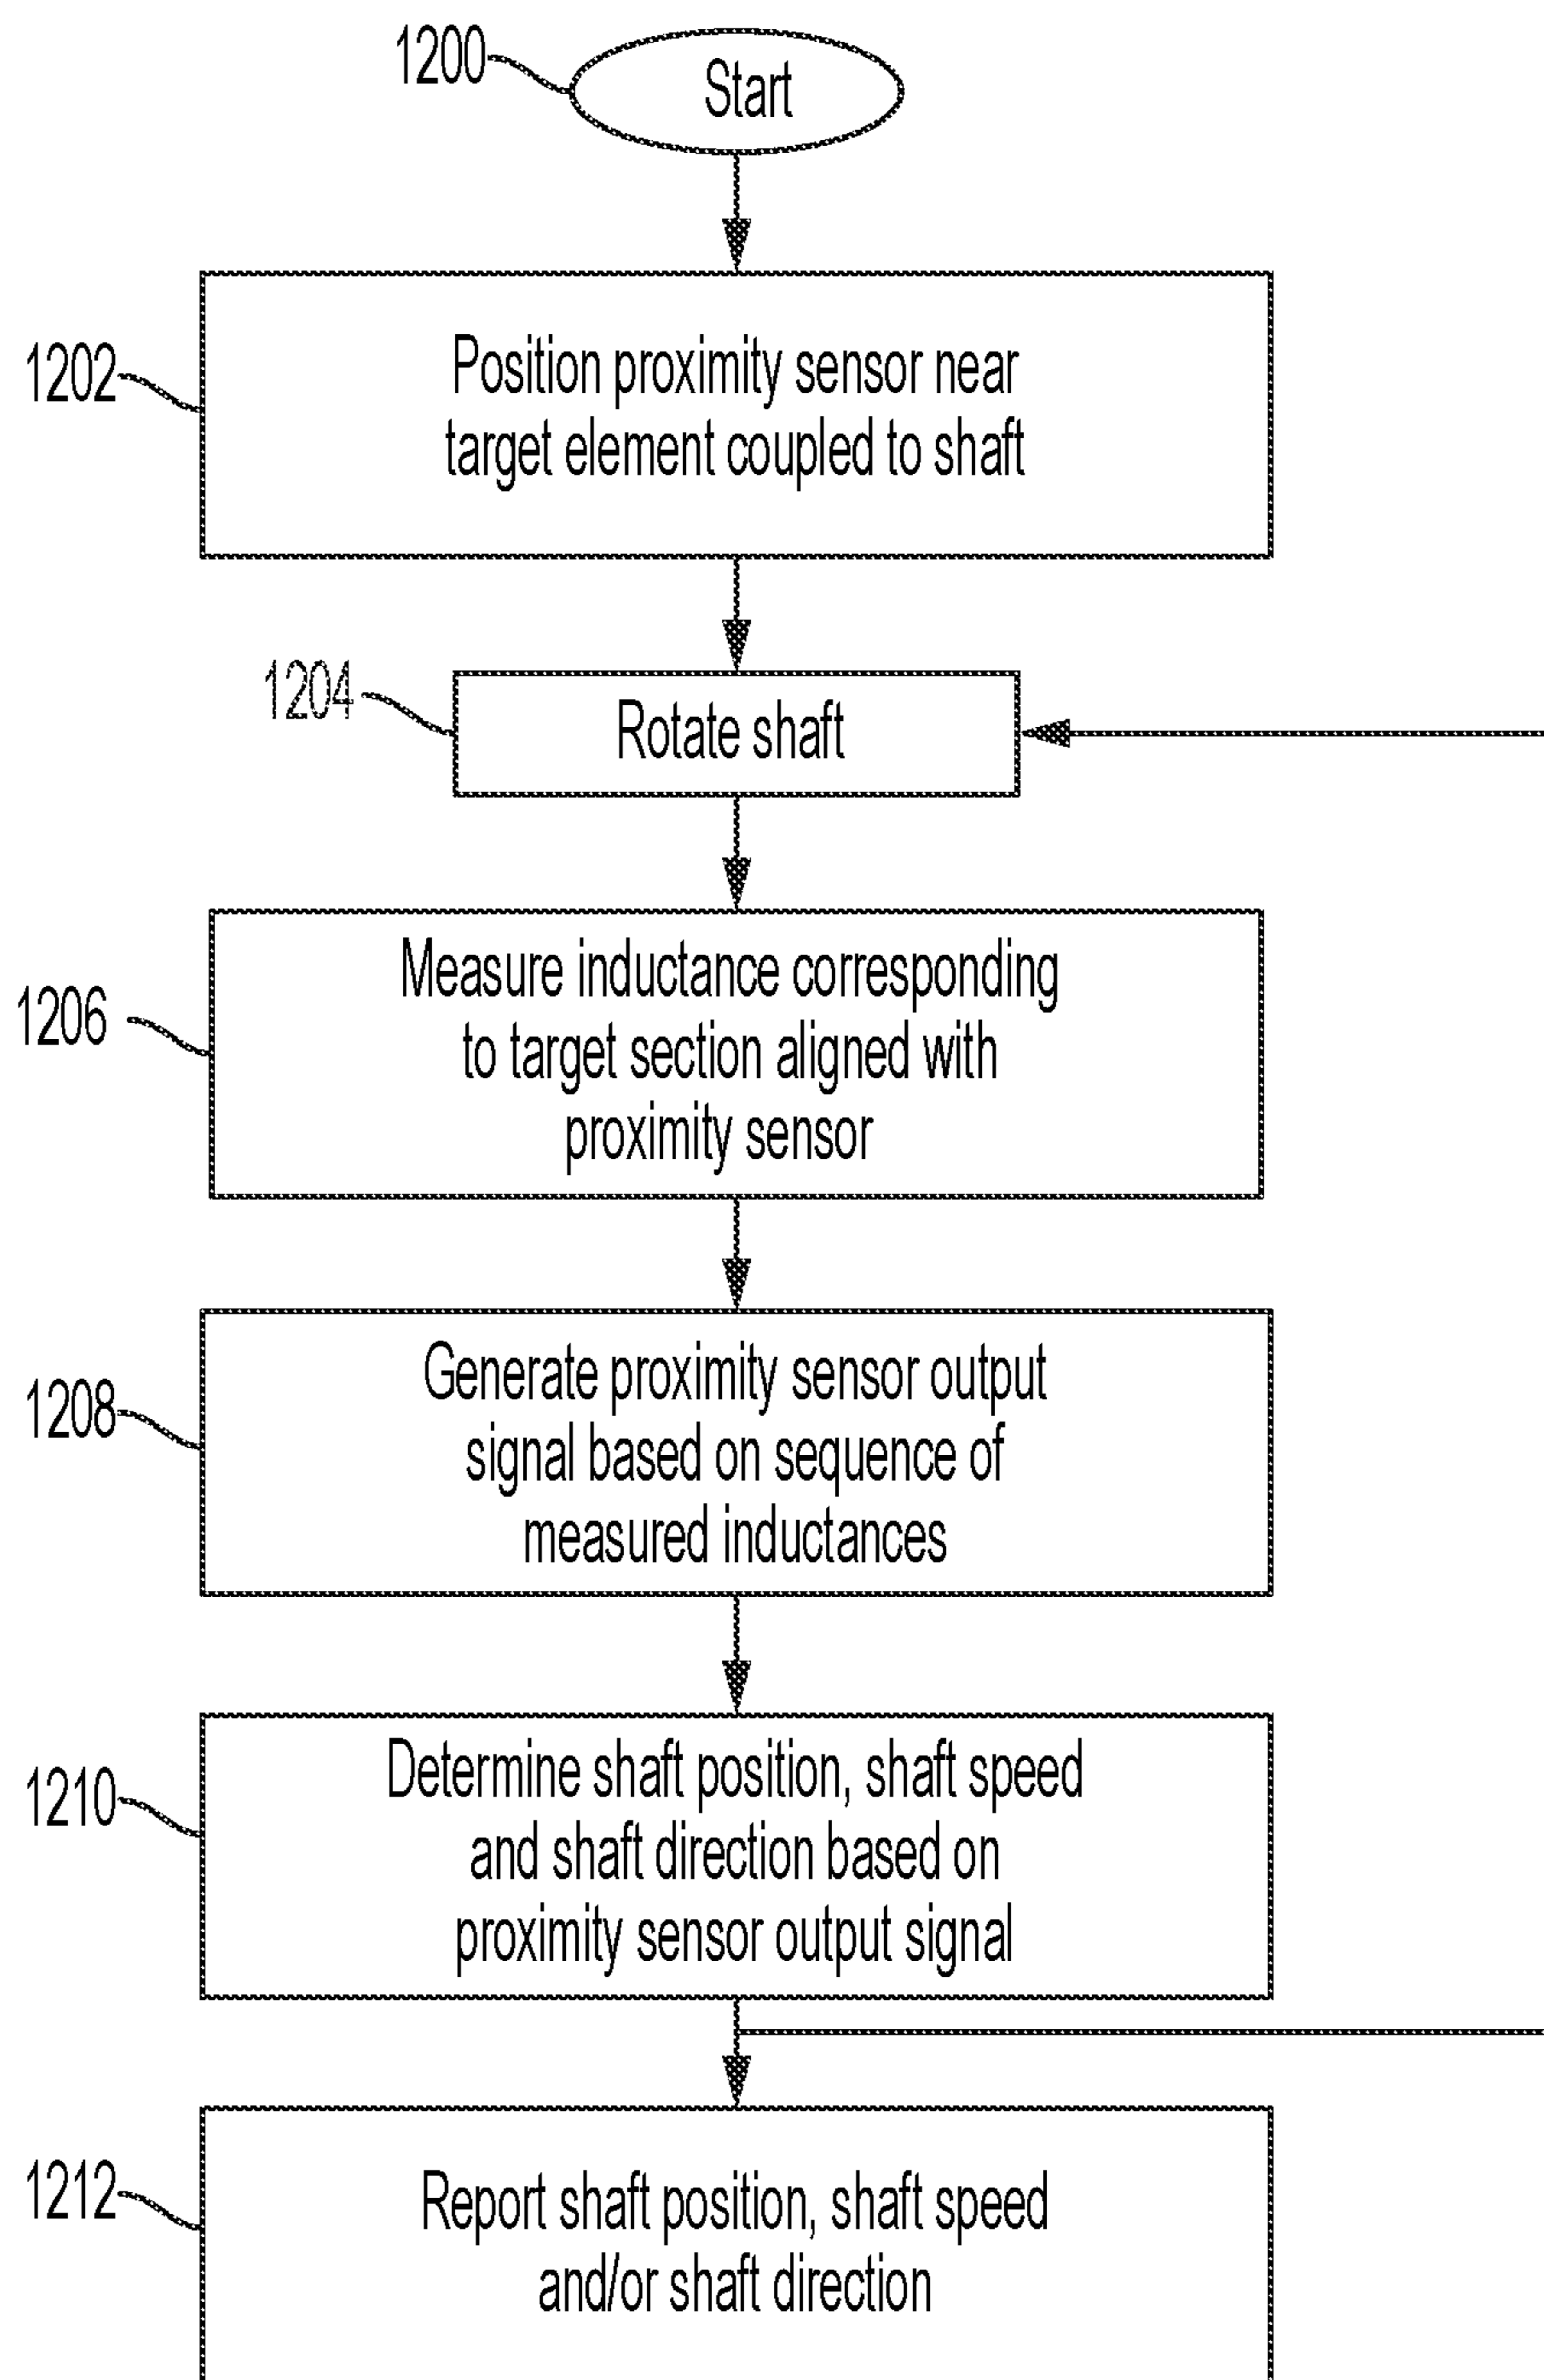 1200
Start
1202
Position proximity sensor near
target element coupled to shaft
1204
Rotate shaft
1206
Measure inductance corresponding
to target section aligned with
proximity sensor
1208
Generate proximity sensor output
signal based on sequence of
measured inductances
1210
Determine shaft position, shaft speed
and shaft direction based on
proximity sensor output signal
1212
Report shaft position, shaft speed
and/or shaft direction